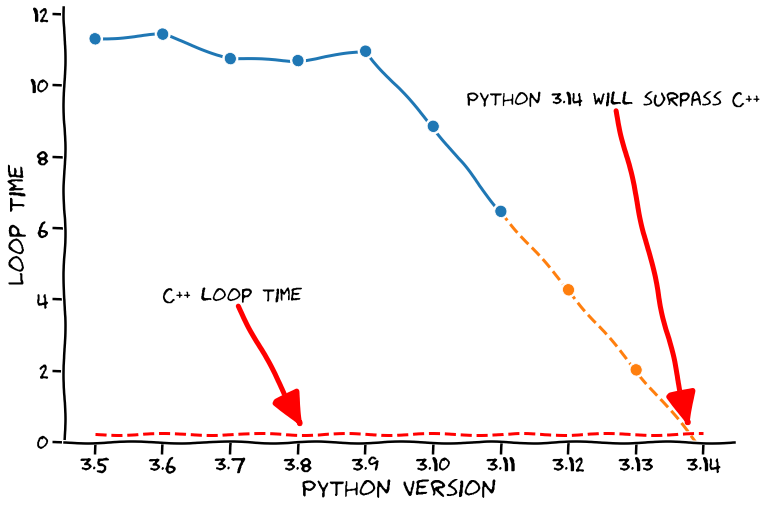 12
10
8
6
4
2
0
LOOP TIME
PYTHON 3.14 WILL SURPASS C++
C++ LOOP TIME
3.5 3.6 3.7 3.8 3.9 3.10 3.11 3.12 3.13 3.14
PYTHON VERSION